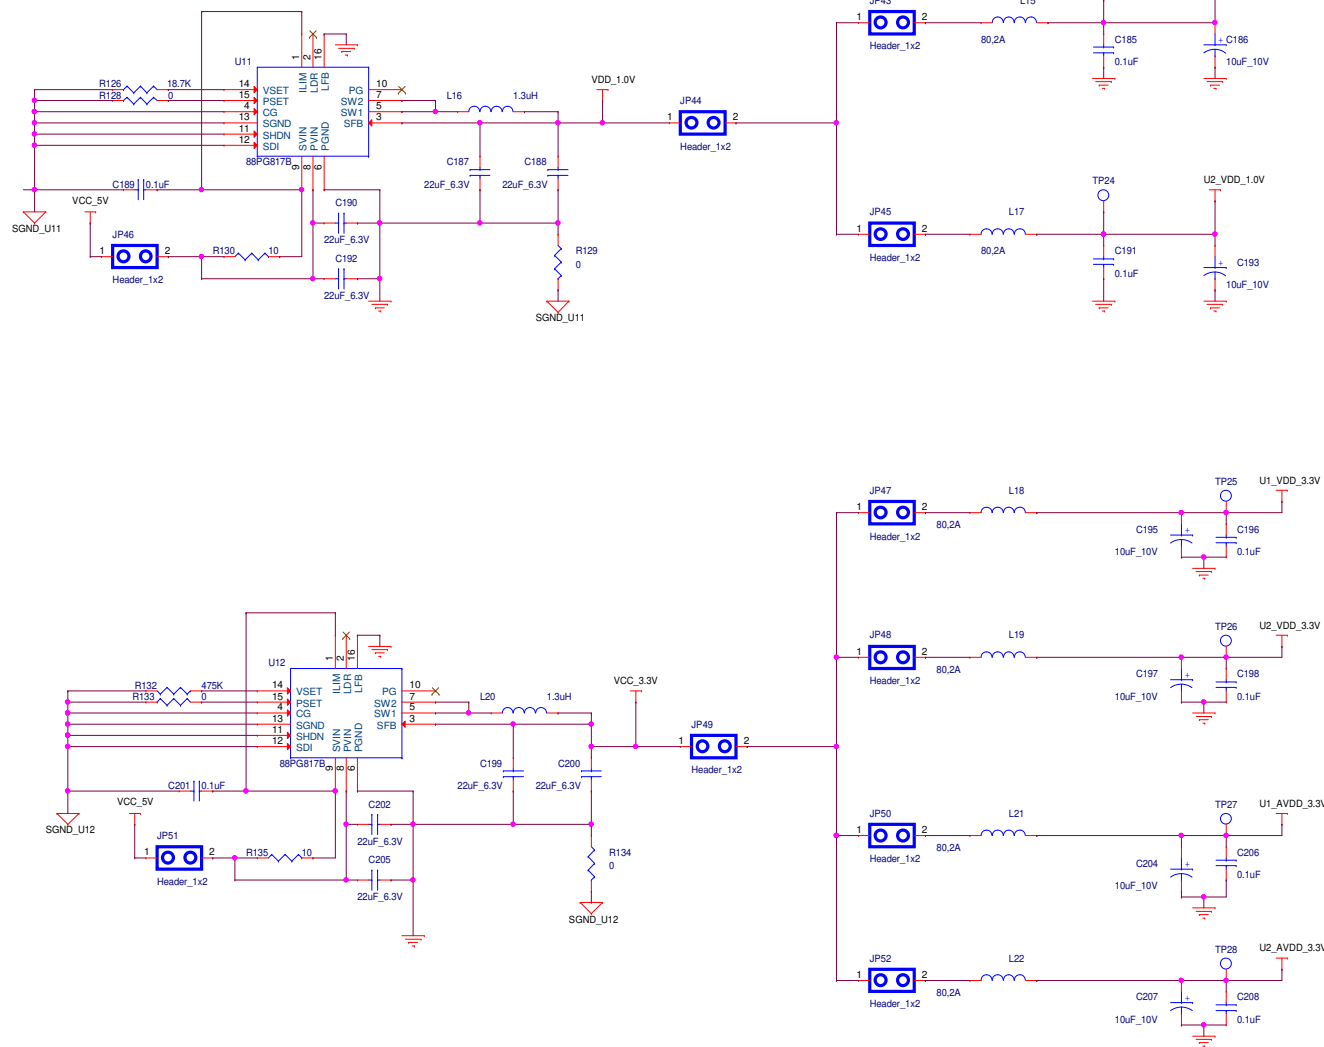 JP43
L15
1
2
80,2A
Header_1x2
C185
0.1uF
C186
10uF_10V
U11
1
2
16
ILIM
LDR
LFB
R126
18.7K
R128
0
14
15
4
13
11
12
VSET
PSET
CG
SGND
SHDN
SDI
PG
SW2
SW1
SFB
10
7
5
3
SVIN
PVIN
PGND
9
8
6
88PG817B
L16
1.3uH
VDD_1.0V
JP44
1
2
Header_1x2
C187
22uF_6.3V
C188
22uF_6.3V
C189
0.1uF
VCC_5V
SGND_U11
JP46
1
2
Header_1x2
R130
10
C190
22uF_6.3V
C192
22uF_6.3V
R129
0
SGND_U11
TP24
U2_VDD_1.0V
JP45
1
2
Header_1x2
L17
80,2A
C191
0.1uF
C193
10uF_10V
JP47
1
2
Header_1x2
L18
80,2A
TP25
U1_VDD_3.3V
C195
10uF_10V
C196
0.1uF
JP48
1
2
Header_1x2
L19
80,2A
TP26
U2_VDD_3.3V
C197
10uF_10V
C198
0.1uF
U12
1
2
16
ILIM
LDR
LFB
R132
475K
R133
0
14
15
4
13
11
12
VSET
PSET
CG
SGND
SHDN
SDI
PG
SW2
SW1
SFB
10
7
5
3
SVIN
PVIN
PGND
9
8
6
88PG817B
L20
1.3uH
VCC_3.3V
JP49
1
2
Header_1x2
C199
22uF_6.3V
C200
22uF_6.3V
C201
0.1uF
VCC_5V
SGND_U12
JP51
1
2
Header_1x2
R135
10
C202
22uF_6.3V
C205
22uF_6.3V
R134
0
SGND_U12
JP50
1
2
Header_1x2
L21
80,2A
TP27
U1_AVDD_3.3V
C204
10uF_10V
C206
0.1uF
JP52
1
2
Header_1x2
L22
80,2A
TP28
U2_AVDD_3.3V
C207
10uF_10V
C208
0.1uF